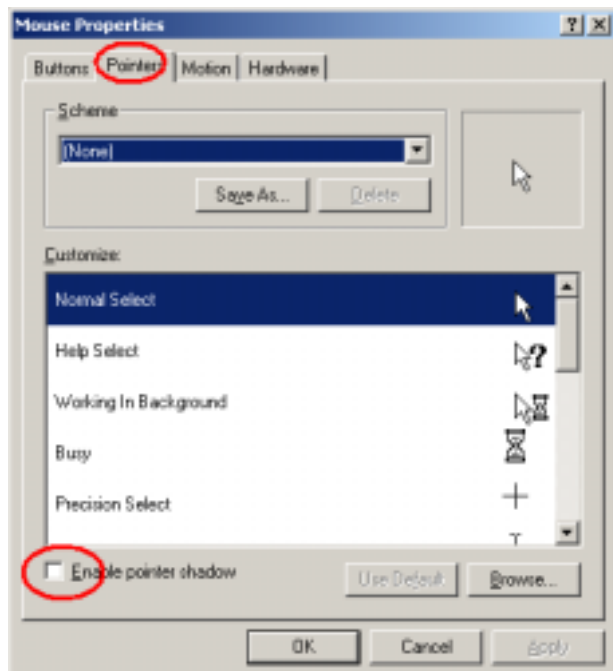 Mouse Properties
Buttons Pointers Motion Hardware
Scheme
(None)
Save As... Delete
Customize:
Normal Select
Help Select
Working In Background
Busy
Precision Select
Enable pointer shadow
Use Default Browse...
OK Cancel Apply